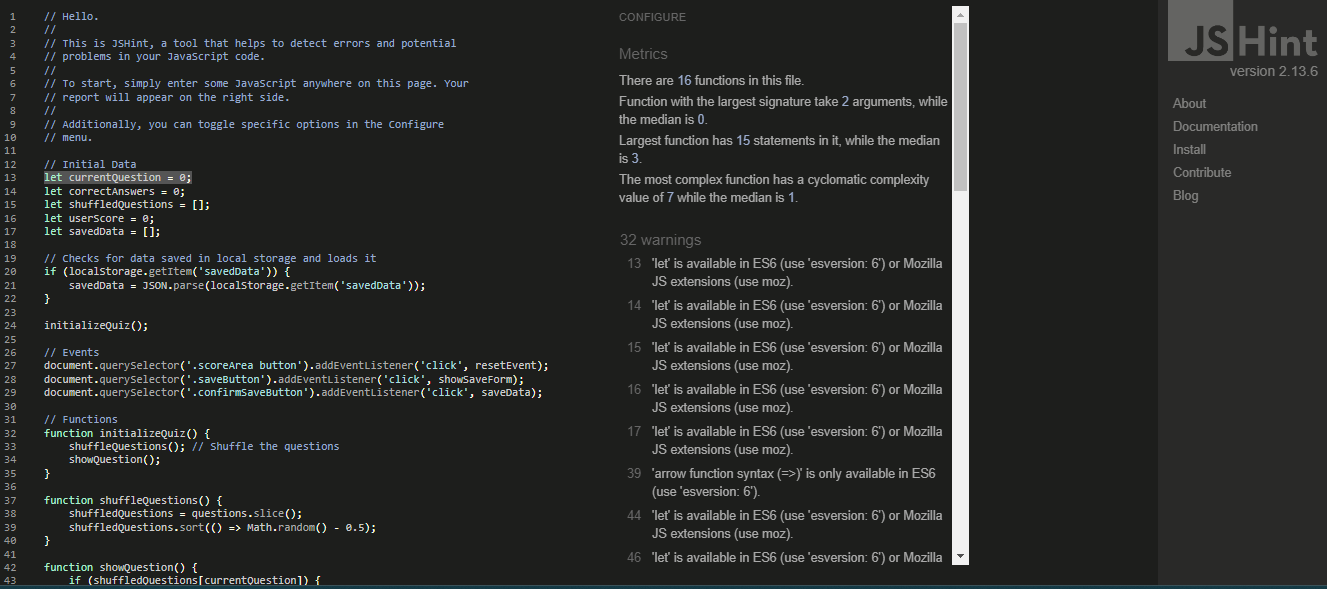 1 // Hello.
2 //
3 // This is JSHint, a tool that helps to detect errors and potential
4 // problems in your JavaScript code.
5 //
6 // To start, simply enter some JavaScript anywhere on this page. Your
7 // report will appear on the right side.
8 //
9 // Additionally, you can toggle specific options in the Configure
10 // menu.
11
12 // Initial Data
13 let currentQuestion = 0;
14 let correctAnswers = 0;
15 let shuffledQuestions = [];
16 let userScore = 0;
17 let savedData = [];
18
19 // Checks for data saved in local storage and loads it
20 if (localStorage.getItem('savedData')) {
21     savedData = JSON.parse(localStorage.getItem('savedData'));
22 }
23
24 initializeQuiz();
25
26 // Events
27 document.querySelector('.scoreArea button').addEventListener('click', resetEvent);
28 document.querySelector('.saveButton').addEventListener('click', showSaveForm);
29 document.querySelector('.confirmSaveButton').addEventListener('click', saveData);
30
31 // Functions
32 function initializeQuiz() {
33     shuffleQuestions(); // Shuffle the questions
34     showQuestion();
35 }
36
37 function shuffleQuestions() {
38     shuffledQuestions = questions.slice();
39     shuffledQuestions.sort(() => Math.random() - 0.5);
40 }
41
42 function showQuestion() {
43     if (shuffledQuestions[currentQuestion]) {
CONFIGURE
Metrics
There are 16 functions in this file.
Function with the largest signature take 2 arguments, while
the median is 0.
Largest function has 15 statements in it, while the median
is 3.
The most complex function has a cyclomatic complexity
value of 7 while the median is 1.
32 warnings
13 'let' is available in ES6 (use 'esversion: 6') or Mozilla
JS extensions (use moz).
14 'let' is available in ES6 (use 'esversion: 6') or Mozilla
JS extensions (use moz).
15 'let' is available in ES6 (use 'esversion: 6') or Mozilla
JS extensions (use moz).
16 'let' is available in ES6 (use 'esversion: 6') or Mozilla
JS extensions (use moz).
17 'let' is available in ES6 (use 'esversion: 6') or Mozilla
JS extensions (use moz).
39 'arrow function syntax (=>)' is only available in ES6
(use 'esversion: 6').
44 'let' is available in ES6 (use 'esversion: 6') or Mozilla
JS extensions (use moz).
46 'let' is available in ES6 (use 'esversion: 6') or Mozilla
JSHint
version 2.13.6
About
Documentation
Install
Contribute
Blog